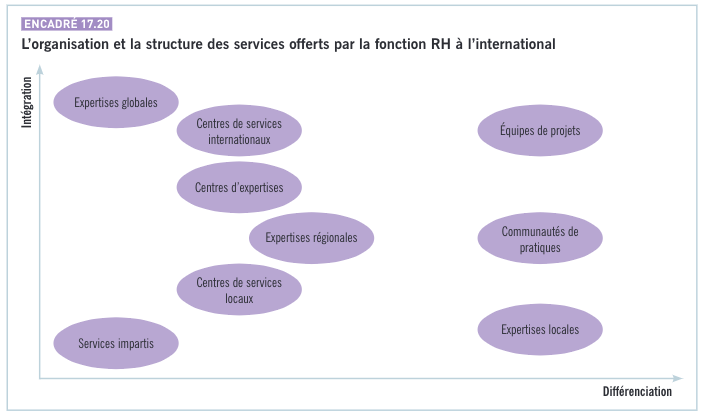 ENCADRÉ 17.20
L'organisation et la structure des services offerts par la fonction RH à l'international
Intégration
Expertises globales
Centres de services
internationaux
Équipes de projets
Centres d'expertises
Expertises régionales
Communautés de
pratiques
Centres de services
locaux
Services impartis
Expertises locales
Différenciation